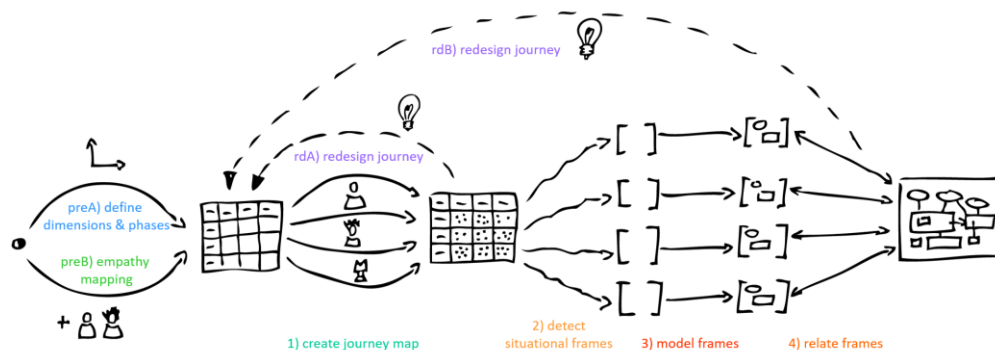 rdB) redesign journey
rdA) redesign journey
preA) define
dimensions & phases
preB) empathy
mapping
+
1) create journey map
2) detect
situational frames
3) model frames
4) relate frames